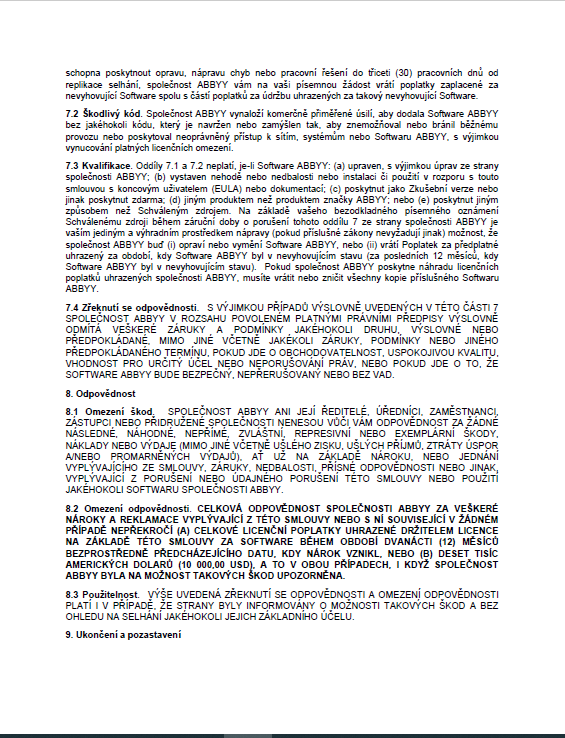 schopna poskytnout opravu, nápravu chyb nebo pracovní řešení do třiceti (30) pracovních dnů od
replikace selhání, společnost ABBYY vám na vaši písemnou žádost vrátí poplatky zaplacené za
nevyhovující Software spolu s částí poplatků za údržbu uhrazených za takový nevyhovující Software.
7.2 Škodlivý kód. Společnost ABBYY vynaloží komerčně přiměřené úsilí, aby dodala Software ABBYY
bez jakéhokoli kódu, který je navržen nebo zamýšlen tak, aby znemožňoval nebo bránil běžnému
provozu nebo poskytoval neoprávněný přístup k sítím, systémům nebo Softwaru ABBYY, s výjimkou
vynucování platných licenčních omezení.
7.3 Kvalifikace. Oddíly 7.1 a 7.2 neplatí, je-li Software ABBYY: (a) upraven, s výjimkou úprav ze strany
společnosti ABBYY; (b) vystaven nehodě nebo nedbalosti nebo instalaci či použití v rozporu s touto
smlouvou s koncovým uživatelem (EULA) nebo dokumentací; (c) poskytnut jako Zkušební verze nebo
jinak poskytnut zdarma; (d) jiným produktem než produktem značky ABBYY; nebo (e) poskytnut jiným
způsobem než Schváleným zdrojem. Na základě vašeho bezodkladného písemného oznámení
Schválenému zdroji během záruční doby o porušení tohoto oddílu 7 ze strany společnosti ABBYY je
vaším jediným a výhradním prostředkem nápravy (pokud příslušné zákony nevyžadují jinak) možnost, že
společnost ABBYY buď (i) opraví nebo vymění Software ABBYY, nebo (ii) vrátí Poplatek za předplatné
uhrazený za období, kdy Software ABBYY byl v nevyhovujícím stavu (za posledních 12 měsíců, kdy
Software ABBYY byl v nevyhovujícím stavu). Pokud společnost ABBYY poskytne náhradu licenčních
poplatků uhrazených společnosti ABBYY, musíte vrátit nebo zničit všechny kopie příslušného Softwaru
ABBYY.
7.4 Zřeknutí se odpovědnosti. S VÝJIMKOU PŘÍPADŮ VÝSLOVNĚ UVEDENÝCH V TÉTO ČÁSTI 7
SPOLEČNOST ABBYY V ROZSAHU POVOLENÉM PLATNÝMI PRÁVNÍMI PŘEDPISY VÝSLOVNĚ
ODMÍTÁ VEŠKERÉ ZÁRUKY A PODMÍNKY JAKÉHOKOLI DRUHU, VÝSLOVNÉ NEBO
PŘEDPOKLÁDANÉ, MIMO JINÉ VČETNĚ JAKÉKOLI ZÁRUKY, PODMÍNKY NEBO JINÉHO
PŘEDPOKLÁDANÉHO TERMÍNU, POKUD JDE O OBCHODOVATELNOST, USPOKOJIVOU KVALITU,
VHODNOST PRO URČITÝ ÚČEL NEBO NEPORUŠOVÁNÍ PRÁV, NEBO POKUD JDE O TO, ŽE
SOFTWARE ABBYY BUDE BEZPEČNÝ, NEPŘERUŠOVANÝ NEBO BEZ VAD.
8. Odpovědnost
8.1 Omezení škod. SPOLEČNOST ABBYY ANI JEJÍ ŘEDITELÉ, ÚŘEDNÍCI, ZAMĚSTNANCI,
ZÁSTUPCI NEBO PŘIDRUŽENÉ SPOLEČNOSTI NENESOU VŮČI VÁM ODPOVĚDNOST ZA ŽÁDNÉ
NÁSLEDNÉ, NÁHODNÉ, NEPŘÍMÉ, ZVLÁŠTNÍ, REPRESIVNÍ NEBO EXEMPLÁRNÍ ŠKODY,
NÁKLADY NEBO VÝDAJE (MIMO JINÉ VČETNĚ UŠLÉHO ZISKU, UŠLÝCH PŘÍJMŮ, ZTRÁTY ÚSPOR
A/NEBO PROMARNĚNÝCH VÝDAJŮ), AŤ UŽ NA ZÁKLADĚ NÁROKU, NEBO JEDNÁNÍ
VYPLÝVAJÍCÍHO ZE SMLOUVY, ZÁRUKY, NEDBALOSTI, PŘÍSNÉ ODPOVĚDNOSTI NEBO JINAK,
VYPLÝVAJÍCÍ Z PORUŠENÍ NEBO ÚDAJNÉHO PORUŠENÍ TÉTO SMLOUVY NEBO POUŽITÍ
JAKÉHOKOLI SOFTWARU SPOLEČNOSTI ABBYY.
8.2 Omezení odpovědnosti. CELKOVÁ ODPOVĚDNOST SPOLEČNOSTI ABBYY ZA VEŠKERÉ
NÁROKY A REKLAMACE VYPLÝVAJÍCÍ Z TÉTO SMLOUVY NEBO S NÍ SOUVISEJÍCÍ V ŽÁDNÉM
PŘÍPADĚ NEPŘEKROČÍ (A) CELKOVÉ LICENČNÍ POPLATKY UHRAZENÉ DRŽITELEM LICENCE
NA ZÁKLADĚ TÉTO SMLOUVY ZA SOFTWARE BĚHEM OBDOBÍ DVANÁCTI (12) MĚSÍCŮ
BEZPROSTŘEDNĚ PŘEDCHÁZEJÍCÍHO DATU, KDY NÁROK VZNIKL, NEBO (B) DESET TISÍC
AMERICKÝCH DOLARŮ (10 000,00 USD), A TO V OBOU PŘÍPADECH, I KDYŽ SPOLEČNOST
ABBYY BYLA NA MOŽNOST TAKOVÝCH ŠKOD UPOZORNĚNA.
8.3 Použitelnost. VÝŠE UVEDENÁ ZŘEKNUTÍ SE ODPOVĚDNOSTI A OMEZENÍ ODPOVĚDNOSTI
PLATÍ I V PŘÍPADĚ, ŽE STRANY BYLY INFORMOVÁNY O MOŽNOSTI TAKOVÝCH ŠKOD A BEZ
OHLEDU NA SELHÁNÍ JAKÉHOKOLI JEJICH ZÁKLADNÍHO ÚČELU.
9. Ukončení a pozastavení